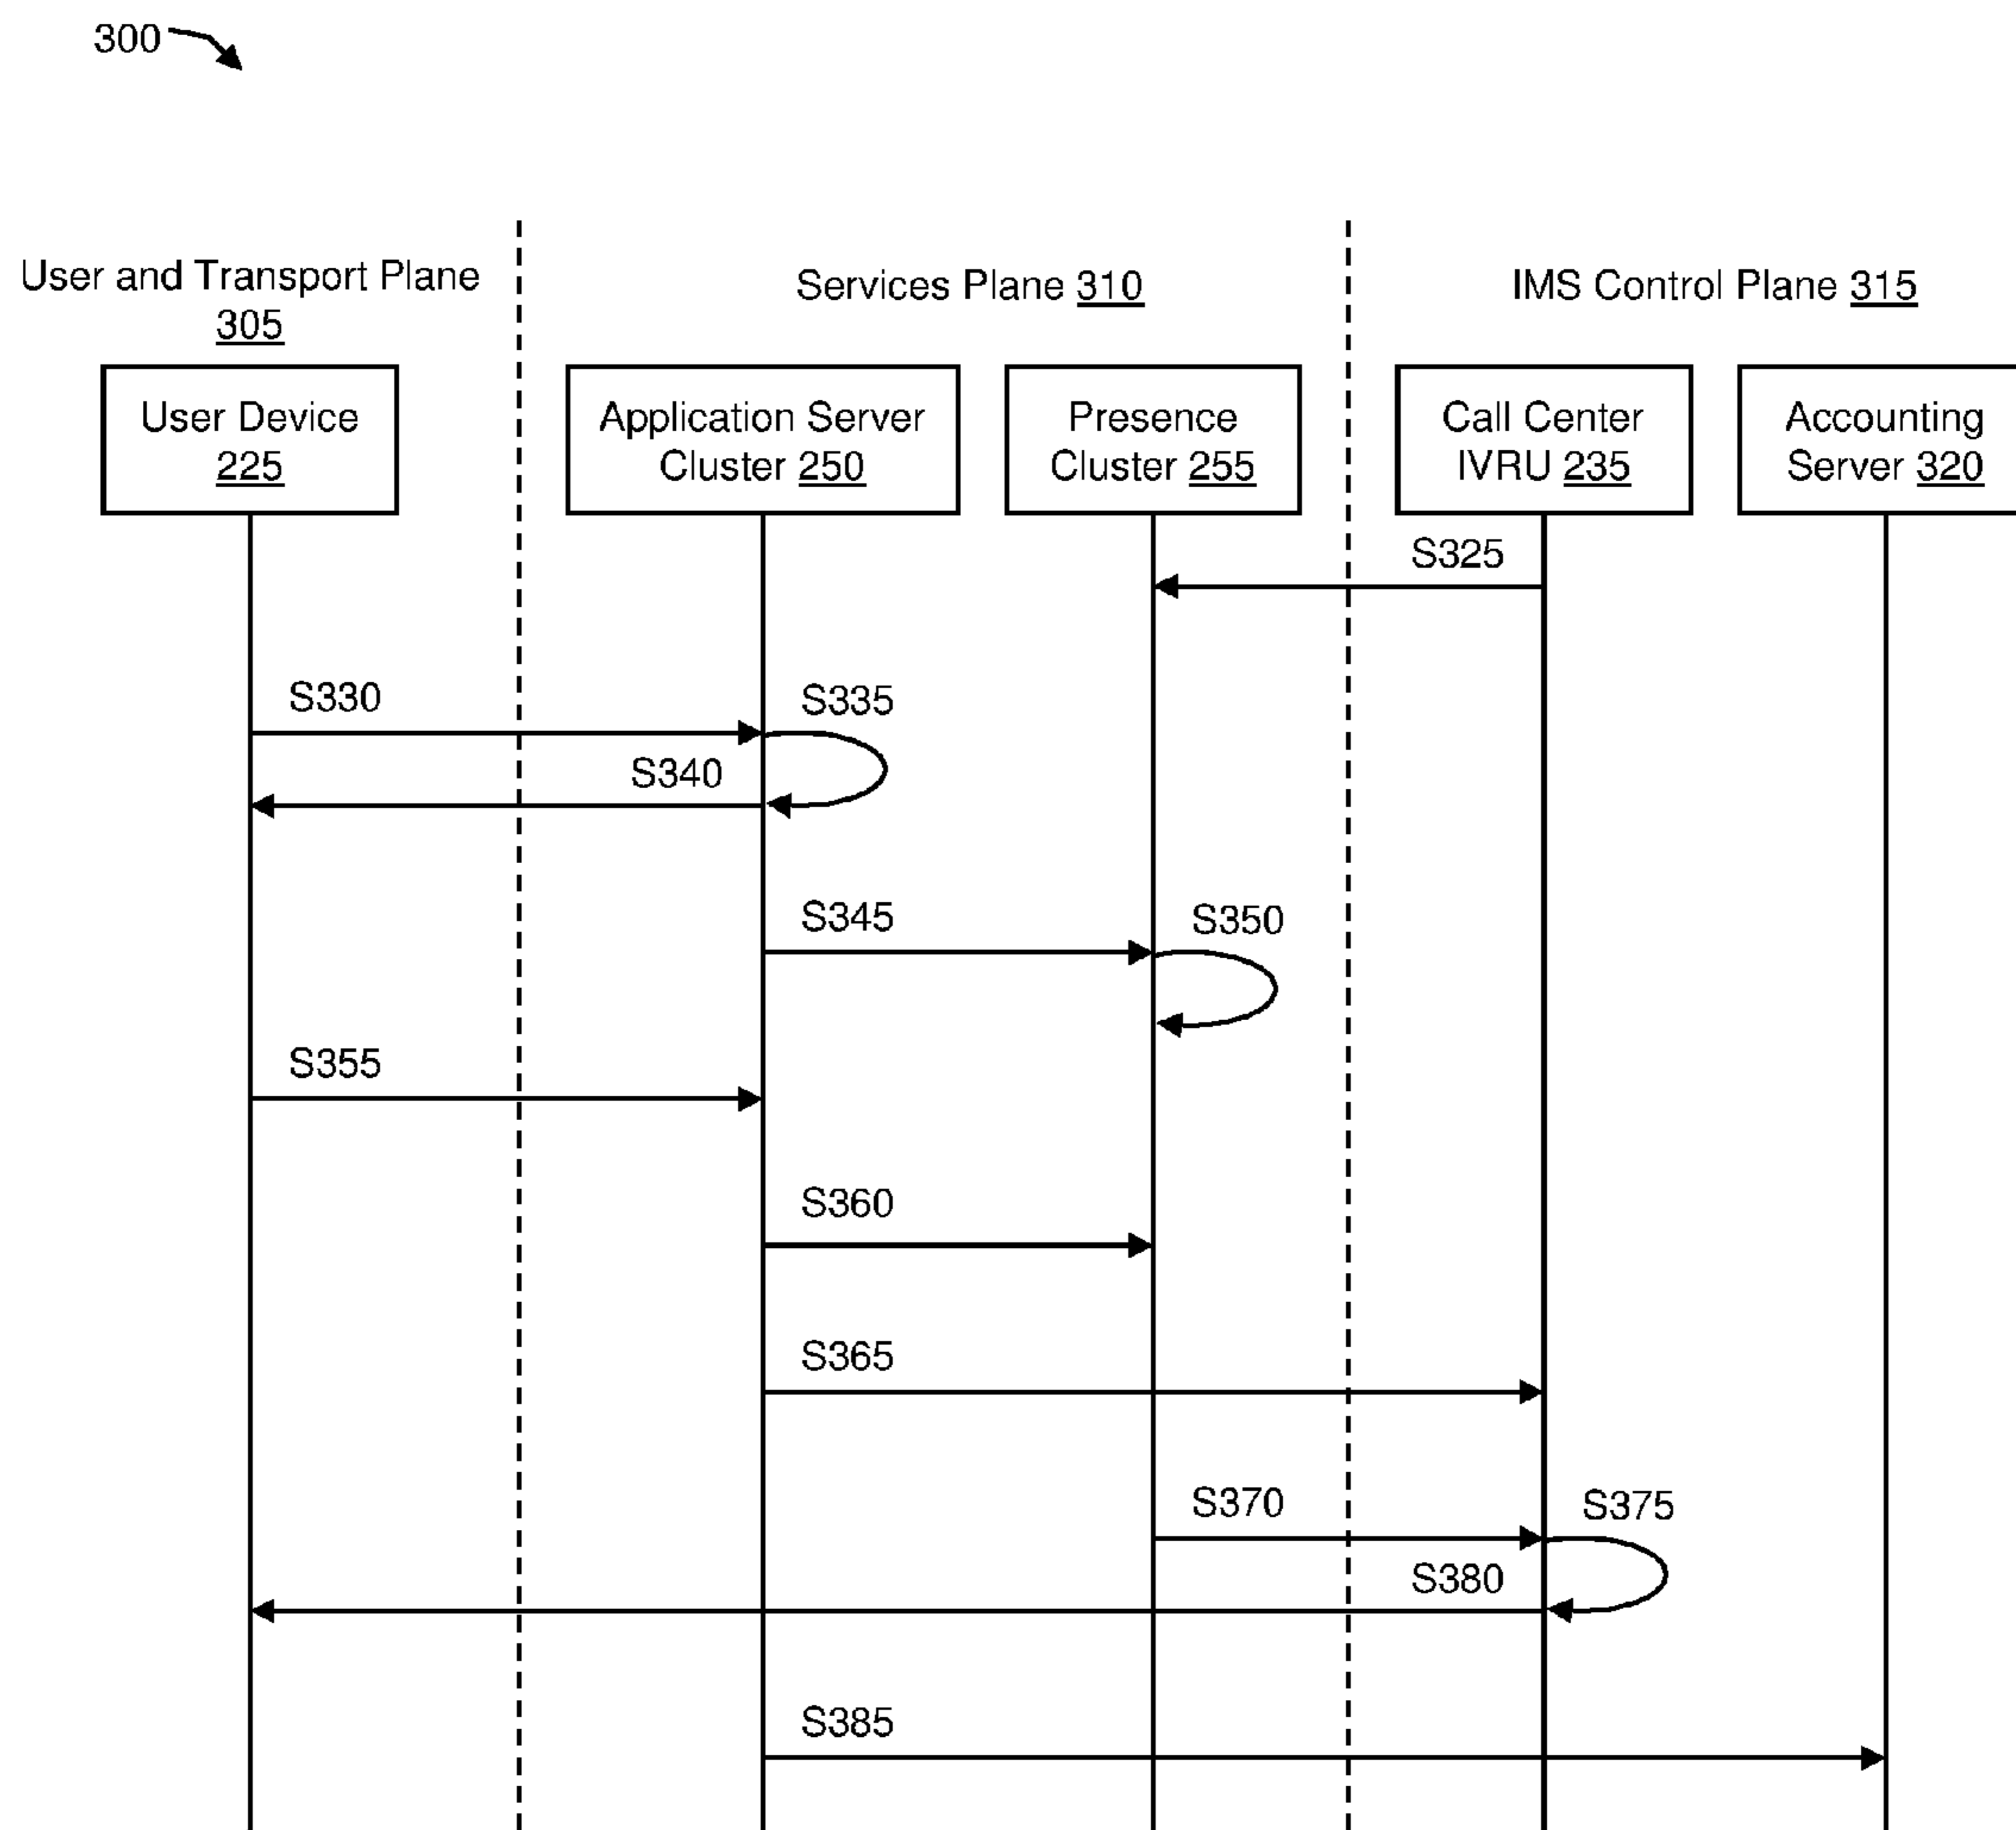 300
User and Transport Plane
305
Services Plane 310
IMS Control Plane 315
User Device
225
Application Server
Cluster 250
Presence
Cluster 255
Call Center
IVRU 235
Accounting
Server 320
S325
S330
S335
S340
S345
S350
S355
S360
S365
S370
S375
S380
S385